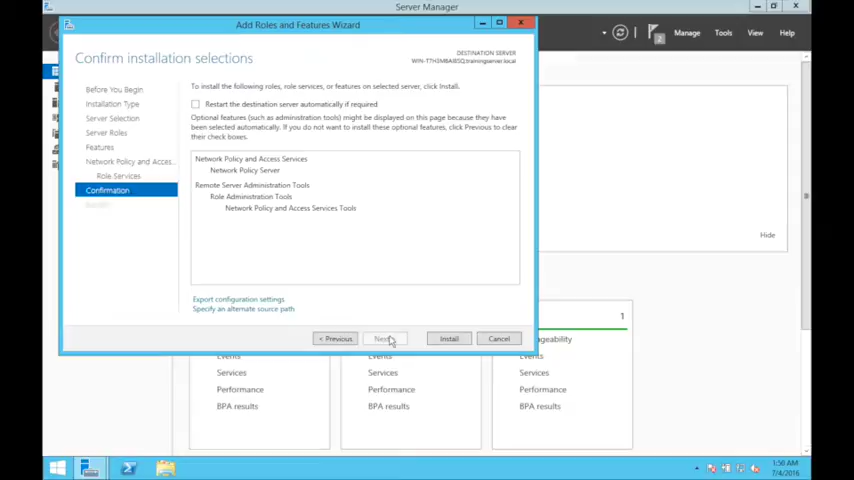 Server Manager
Add Roles and Features Wizard
Manage
Tools
View
Help
2
Confirm installation selections
DESTINATION SERVER
Before You Begin
Installation Type
Server Selection
Server Roles
Features
Network Policy and Acces...
Role Services
Confirmation
To install the following roles, role services, or features on selected server, click Install.
Restart the destination server automatically if required
Optional features (such as administration tools) might be displayed on this page because they have
been selected automatically. If you do not want to install these optional features, click Previous to clear
their check boxes.
Network Policy and Access Services
Network Policy Server
Remote Server Administration Tools
Role Administration Tools
Network Policy and Access Services Tools
Export configuration settings
Specify an alternate source path
< Previous
Install
Cancel
Hide
1
Events
Services
Performance
BPA results
Events
Services
Performance
BPA results
Events
Services
Performance
BPA results
1:50 AM
7/4/2016